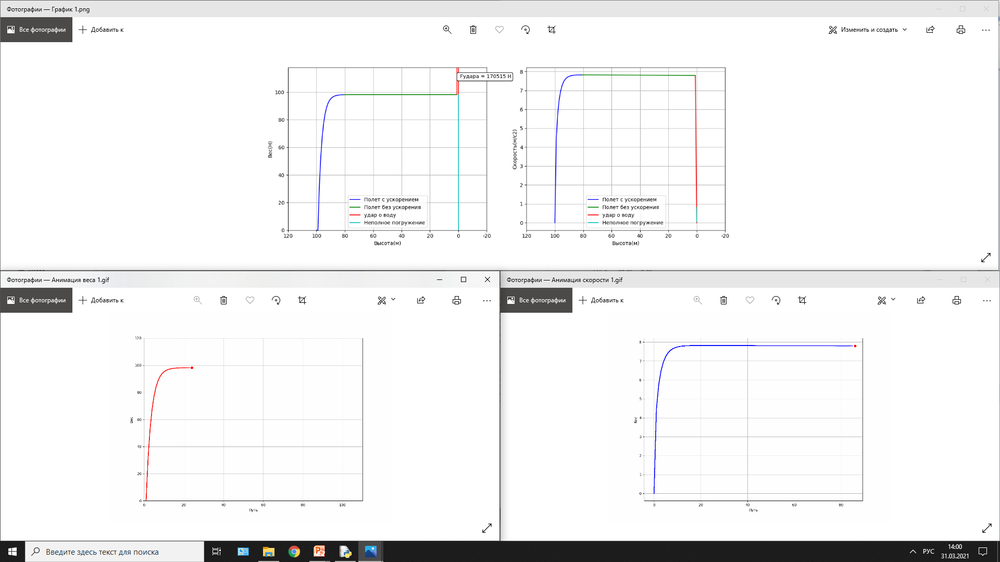 Фотографии — График 1.png
Все фотографии
Добавить к
Изменить и создать
Fудара = 170515 Н
100
80
60
40
20
0
Вес(Н)
Полет с ускорением
Полет без ускорения
удар о воду
Неполное погружение
120 100 80 60 40 20 0 -20
Высота(м)
8
7
6
5
4
3
2
1
0
Скорость(м/с2)
Полет с ускорением
Полет без ускорения
удар о воду
Неполное погружение
120 100 80 60 40 20 0 -20
Высота(м)
Фотографии — Анимация веса 1.gif
Все фотографии
Добавить к
120
100
80
60
40
20
0
Вес
0 20 40 60 80 100
Путь
Фотографии — Анимация скорости 1.gif
Все фотографии
Добавить к
8
7
6
5
4
3
2
1
0
Вес
0 20 40 60 80
Путь
Введите здесь текст для поиска
РУС
14:00
31.03.2021